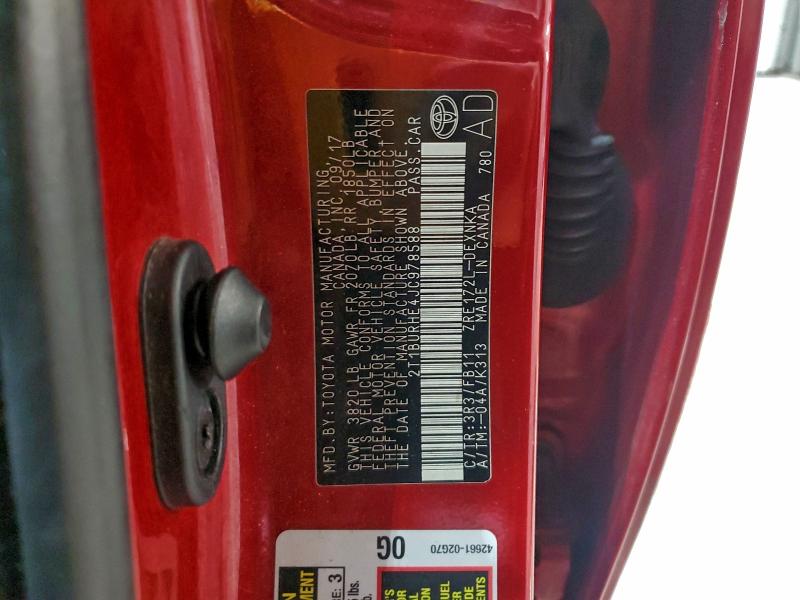 MFD.BY:TOYOTA MOTOR MANUFACTURING,
CANADA, INC. 09/17
GVWR 3820LB GAWR FR 2070LB RR 1850LB
THIS VEHICLE CONFORMS TO ALL APPLICABLE
FEDERAL MOTOR VEHICLE SAFETY, BUMPER, AND
THEFT PREVENTION STANDARDS IN EFFECT ON
THE DATE OF MANUFACTURE SHOWN ABOVE.
2T1BURHE4JC978588 PASS.CAR
C/TR:3R3/FB11 ZRE172L-DEXNKA
A/TM:-04A/K313 MADE IN CANADA 780
AD
OG
42661-02G70